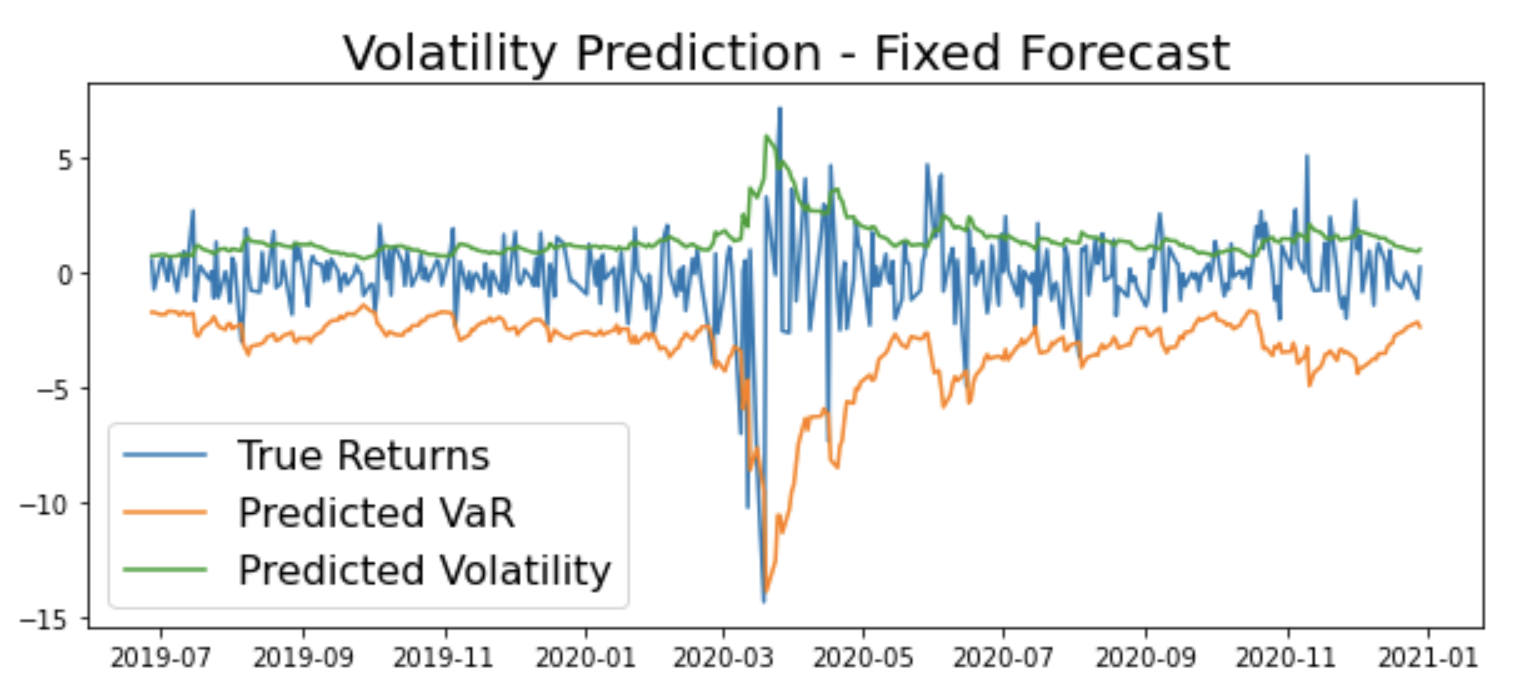 Volatility Prediction - Fixed Forecast
5
0
−5
−10
−15
True Returns
Predicted VaR
Predicted Volatility
2019-07 2019-09 2019-11 2020-01 2020-03 2020-05 2020-07 2020-09 2020-11 2021-01